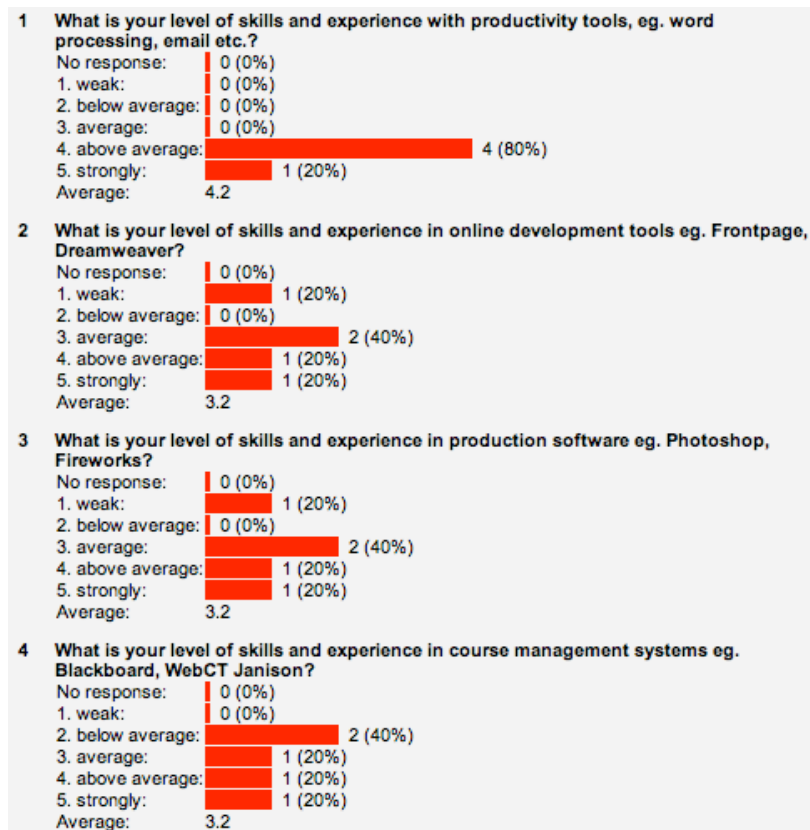 1 What is your level of skills and experience with productivity tools, eg. word
processing, email etc.?
No response: 0 (0%)
1. weak: 0 (0%)
2. below average: 0 (0%)
3. average: 0 (0%)
4. above average: 4 (80%)
5. strongly: 1 (20%)
Average: 4.2
2 What is your level of skills and experience in online development tools eg. Frontpage,
Dreamweaver?
No response: 0 (0%)
1. weak: 1 (20%)
2. below average: 0 (0%)
3. average: 2 (40%)
4. above average: 1 (20%)
5. strongly: 1 (20%)
Average: 3.2
3 What is your level of skills and experience in production software eg. Photoshop,
Fireworks?
No response: 0 (0%)
1. weak: 1 (20%)
2. below average: 0 (0%)
3. average: 2 (40%)
4. above average: 1 (20%)
5. strongly: 1 (20%)
Average: 3.2
4 What is your level of skills and experience in course management systems eg.
Blackboard, WebCT Janison?
No response: 0 (0%)
1. weak: 0 (0%)
2. below average: 2 (40%)
3. average: 1 (20%)
4. above average: 1 (20%)
5. strongly: 1 (20%)
Average: 3.2